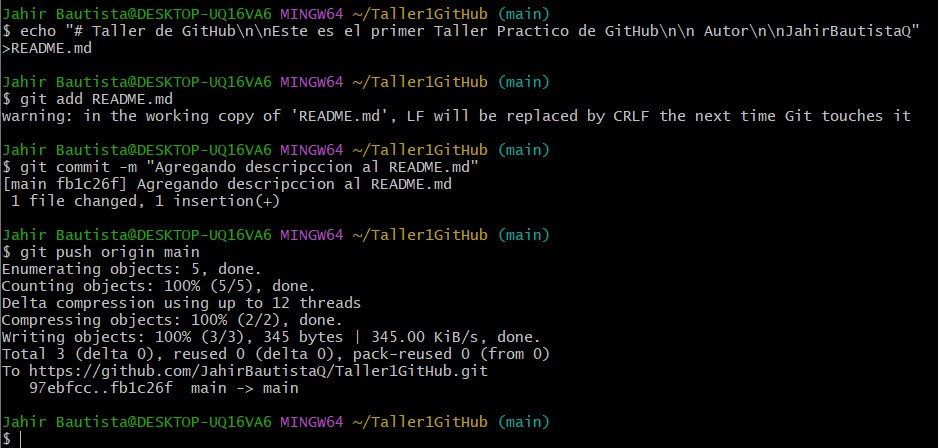 Jahir Bautista@DESKTOP-UQ16VA6 MINGW64 ~/Taller1GitHub (main)
$ echo "# Taller de GitHub\n\nEste es el primer Taller Practico de GitHub\n\n Autor\n\nJahirBautistaQ"
>README.md
Jahir Bautista@DESKTOP-UQ16VA6 MINGW64 ~/Taller1GitHub (main)
$ git add README.md
warning: in the working copy of 'README.md', LF will be replaced by CRLF the next time Git touches it
Jahir Bautista@DESKTOP-UQ16VA6 MINGW64 ~/Taller1GitHub (main)
$ git commit -m "Agregando descripccion al README.md"
[main fb1c26f] Agregando descripccion al README.md
 1 file changed, 1 insertion(+)
Jahir Bautista@DESKTOP-UQ16VA6 MINGW64 ~/Taller1GitHub (main)
$ git push origin main
Enumerating objects: 5, done.
Counting objects: 100% (5/5), done.
Delta compression using up to 12 threads
Compressing objects: 100% (2/2), done.
Writing objects: 100% (3/3), 345 bytes | 345.00 KiB/s, done.
Total 3 (delta 0), reused 0 (delta 0), pack-reused 0 (from 0)
To https://github.com/JahirBautistaQ/Taller1GitHub.git
   97ebfcc..fb1c26f  main -> main
Jahir Bautista@DESKTOP-UQ16VA6 MINGW64 ~/Taller1GitHub (main)
$